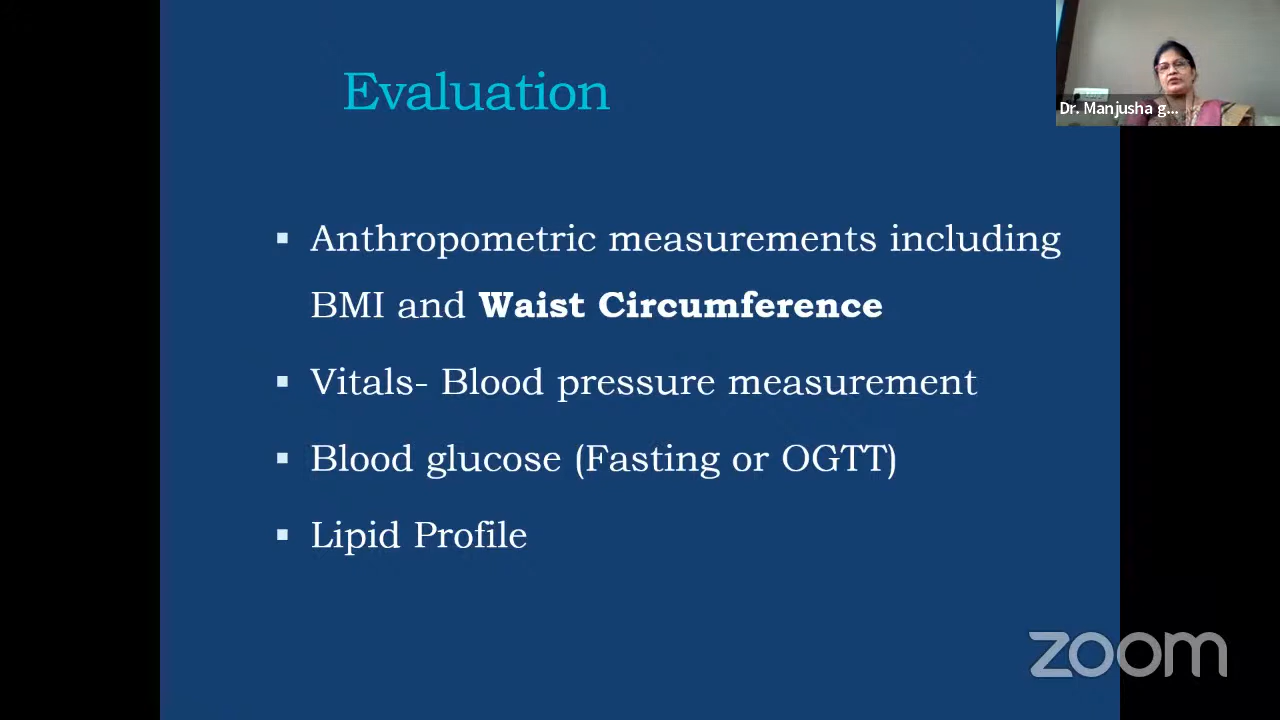 Evaluation
Dr. Manjusha g...
▪ Anthropometric measurements including
BMI and Waist Circumference
▪ Vitals- Blood pressure measurement
▪ Blood glucose (Fasting or OGTT)
▪ Lipid Profile
zoom